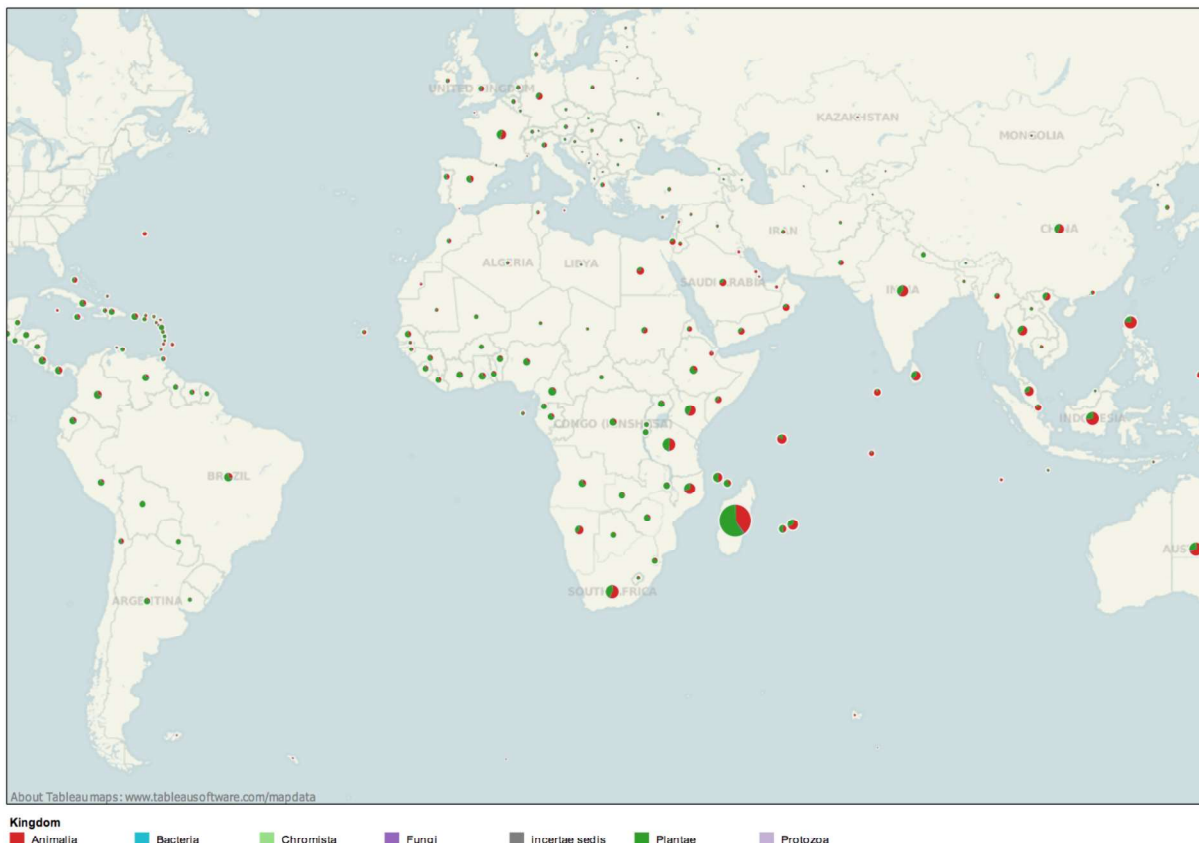 UNITED KINGDOM
KAZAKHSTAN
MONGOLIA
CHINA
IRAN
ALGERIA
LIBYA
SAUDI ARABIA
INDIA
CONGO (KINSHASA)
INDONESIA
BRAZIL
AUST
SOUTH AFRICA
ARGENTINA
About Tableau maps: www.tableausoftware.com/mapdata
Kingdom
Animalia Bacteria Chromista Fungi Incertae sedis Plantae Protozoa